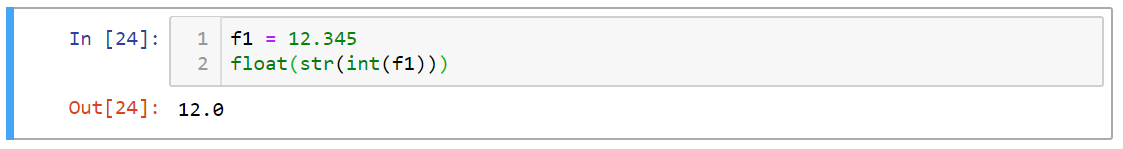 In [24]: 1 f1 = 12.345
2 float(str(int(f1)))
Out[24]: 12.0